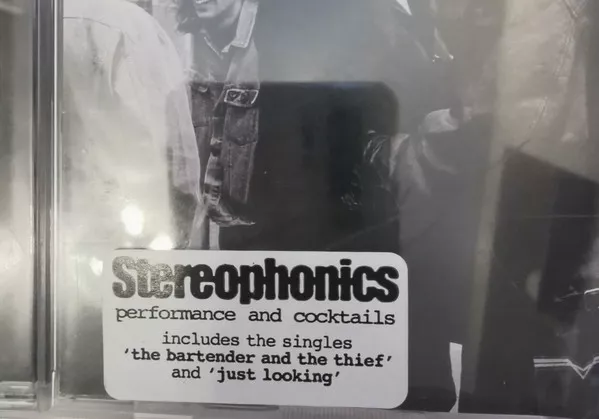 Stereophonics
performance and cocktails
includes the singles
'the bartender and the thief'
and 'just looking'